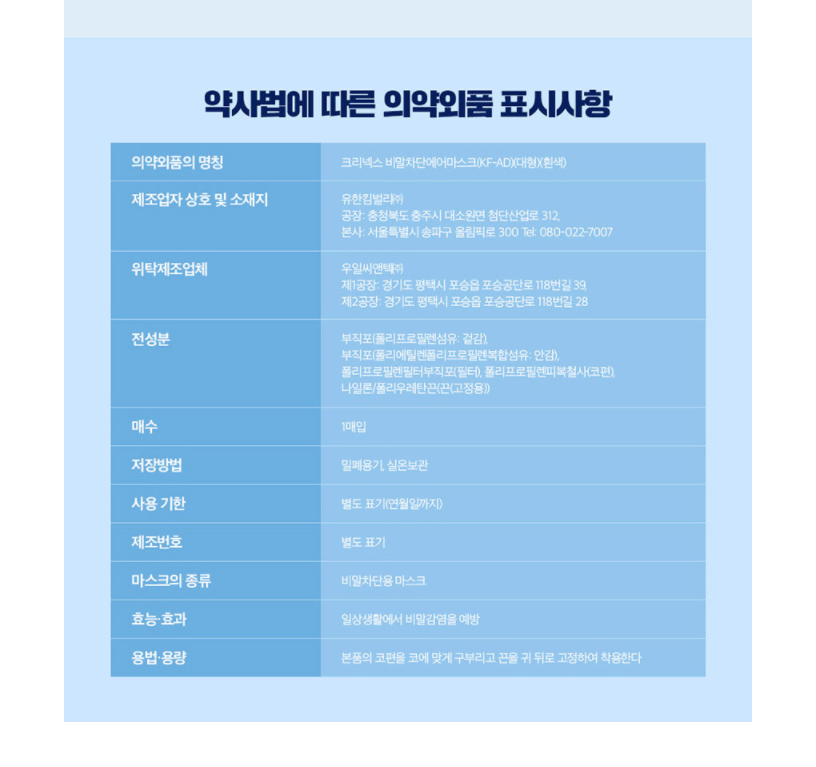 약사법에 따른 의약외품 표시사항
의약외품의 명칭
크리넥스 비말차단에어마스크(KF-AD)(대형)(흰색)
제조업자 상호 및 소재지
유한킴벌리㈜
공장: 충청북도 충주시 대소원면 첨단산업로 312,
본사: 서울특별시 송파구 올림픽로 300 Tel: 080-022-7007
위탁제조업체
우일씨앤텍㈜
제1공장: 경기도 평택시 포승읍 포승공단로 118번길 39,
제2공장: 경기도 평택시 포승읍 포승공단로 118번길 28
전성분
부직포(폴리프로필렌섬유: 겉감),
부직포(폴리에틸렌폴리프로필렌복합섬유: 안감),
폴리프로필렌필터부직포(필터), 폴리프로필렌피복철사(코편),
나일론/폴리우레탄끈(끈(고정용))
매수
1매입
저장방법
밀폐용기, 실온보관
사용 기한
별도 표기(연월일까지)
제조번호
별도 표기
마스크의 종류
비말차단용 마스크
효능·효과
일상생활에서 비말감염을 예방
용법·용량
본품의 코편을 코에 맞게 구부리고 끈을 귀 뒤로 고정하여 착용한다